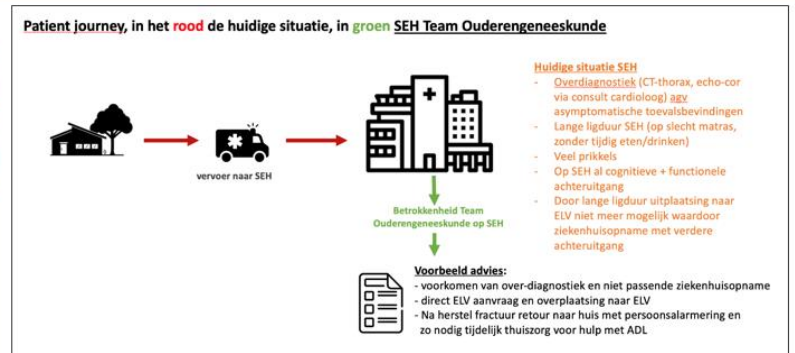 Patient journey, in het rood de huidige situatie, in groen SEH Team Ouderengeneeskunde
vervoer naar SEH
Huidige situatie SEH
- Overdiagnostiek (CT-thorax, echo-cor
via consult cardioloog) agv
asymptomatische toevalsbevindingen
- Lange ligduur SEH (op slecht matras,
zonder tijdig eten/drinken)
- Veel prikkels
- Op SEH al cognitieve + functionele
achteruitgang
- Door lange ligduur uitplaatsing naar
ELV niet meer mogelijk waardoor
ziekenhuisopname met verdere
achteruitgang
Betrokkenheid Team
Ouderengeneeskunde op SEH
Voorbeeld advies:
- voorkomen van over-diagnostiek en niet passende ziekenhuisopname
- direct ELV aanvraag en overplaatsing naar ELV
- Na herstel fractuur retour naar huis met persoonsalarmering en
zo nodig tijdelijk thuiszorg voor hulp met ADL